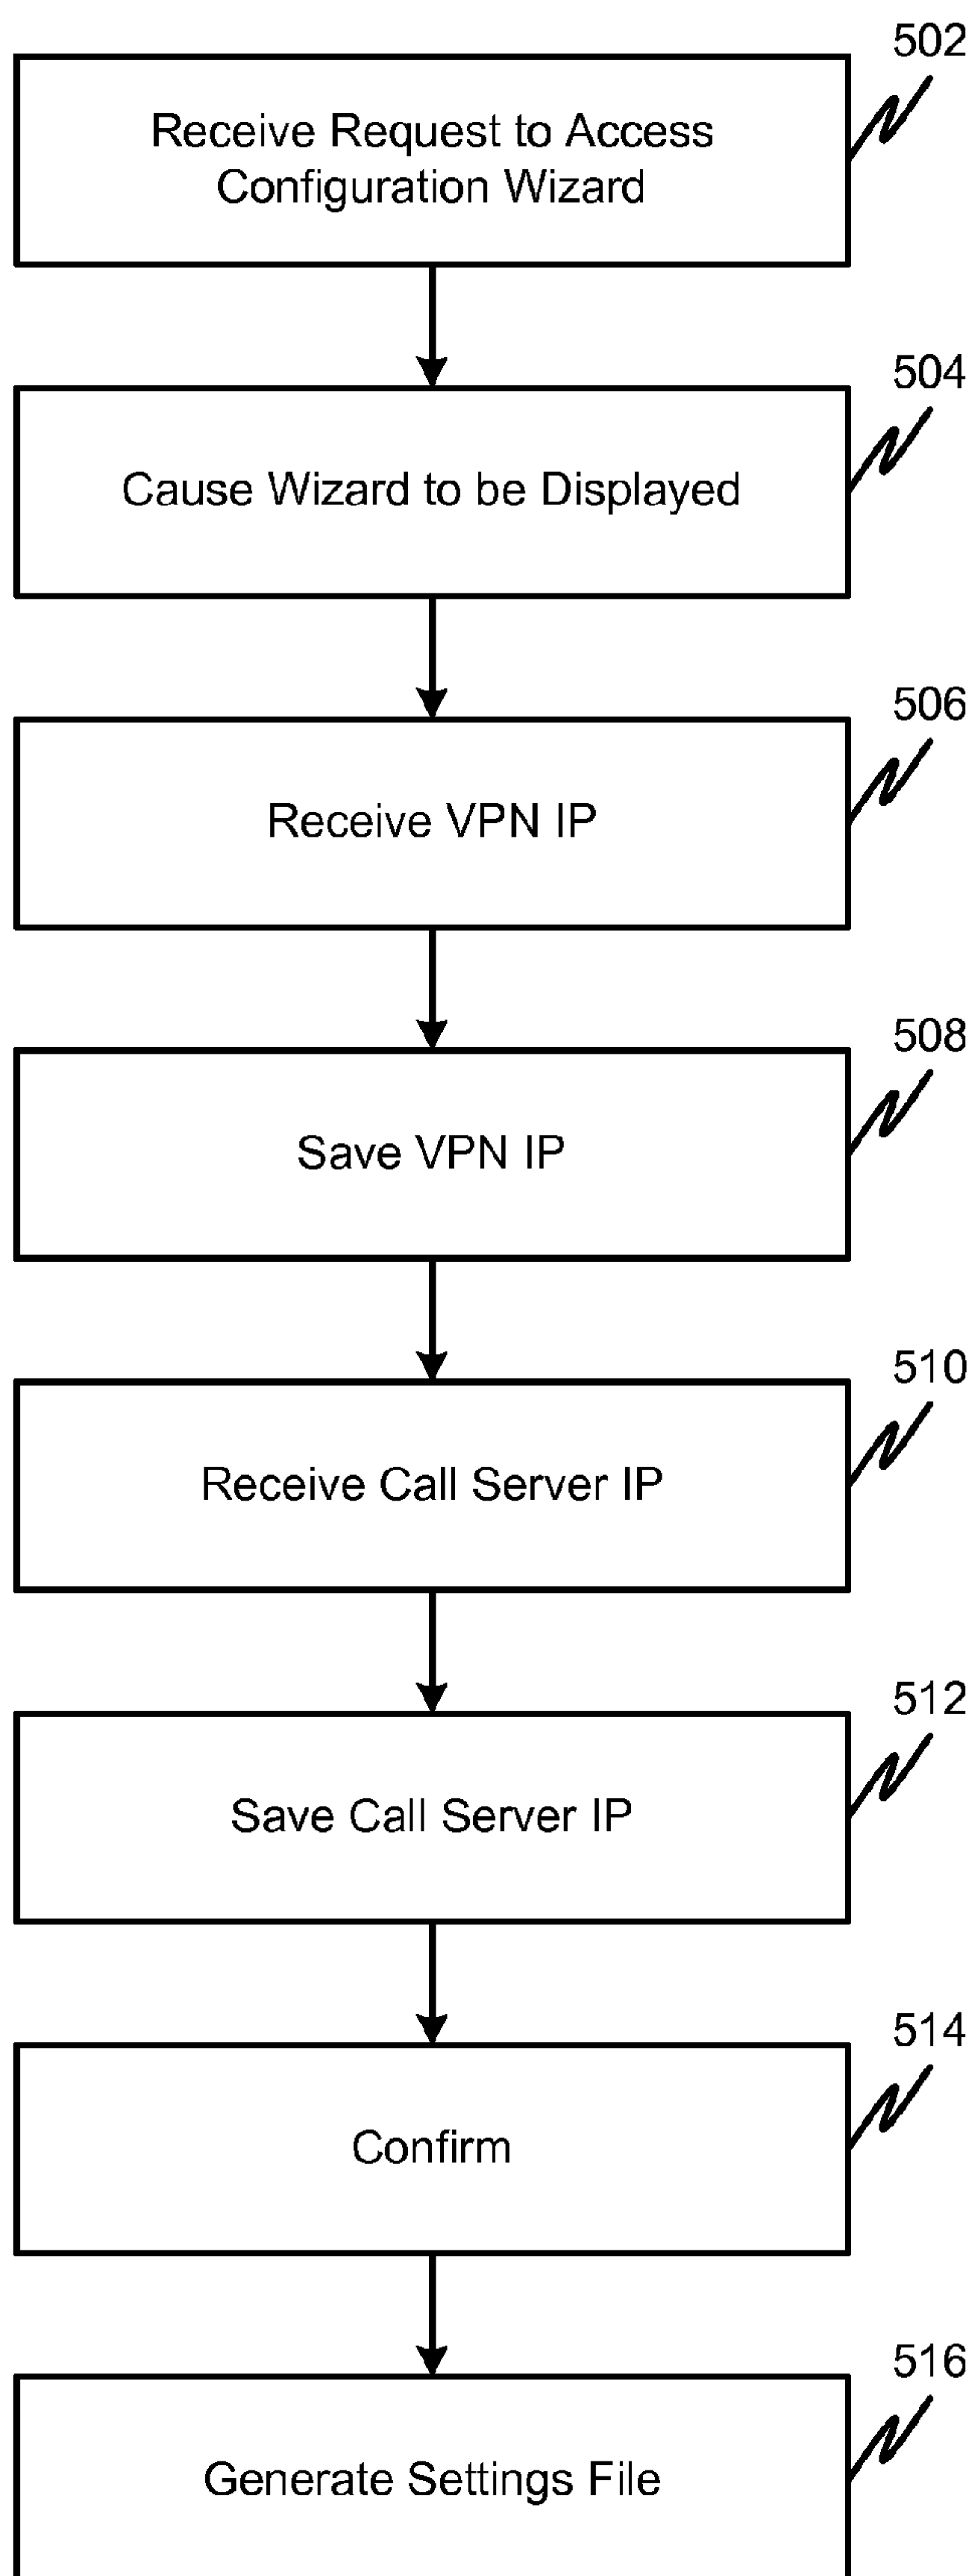 502
Receive Request to Access
Configuration Wizard
504
Cause Wizard to be Displayed
506
Receive VPN IP
508
Save VPN IP
510
Receive Call Server IP
512
Save Call Server IP
514
Confirm
516
Generate Settings File